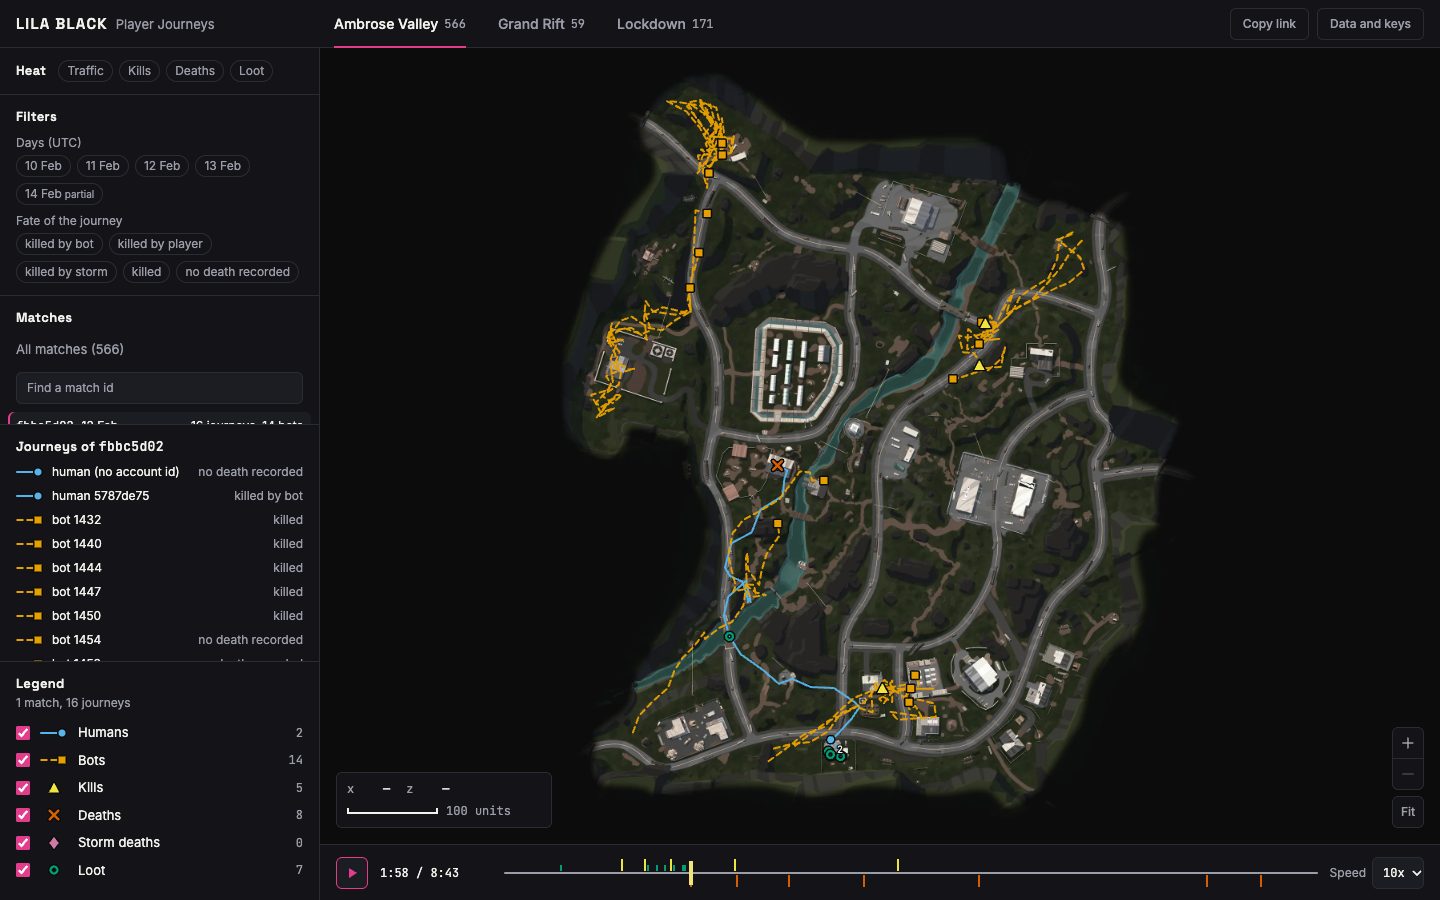 LILA BLACK Player Journeys
Ambrose Valley 566 Grand Rift 59 Lockdown 171
Copy link Data and keys
Heat Traffic Kills Deaths Loot
Filters
Days (UTC)
10 Feb 11 Feb 12 Feb 13 Feb
14 Feb partial
Fate of the journey
killed by bot killed by player
killed by storm killed no death recorded
Matches
All matches (566)
Find a match id
Journeys of fbbc5d02
human (no account id) no death recorded
human 5787de75 killed by bot
bot 1432 killed
bot 1440 killed
bot 1444 killed
bot 1447 killed
bot 1450 killed
bot 1454 no death recorded
Legend
1 match, 16 journeys
Humans 2
Bots 14
Kills 5
Deaths 8
Storm deaths 0
Loot 7
2
x – z –
100 units
+
−
Fit
1:58 / 8:43
Speed 10x